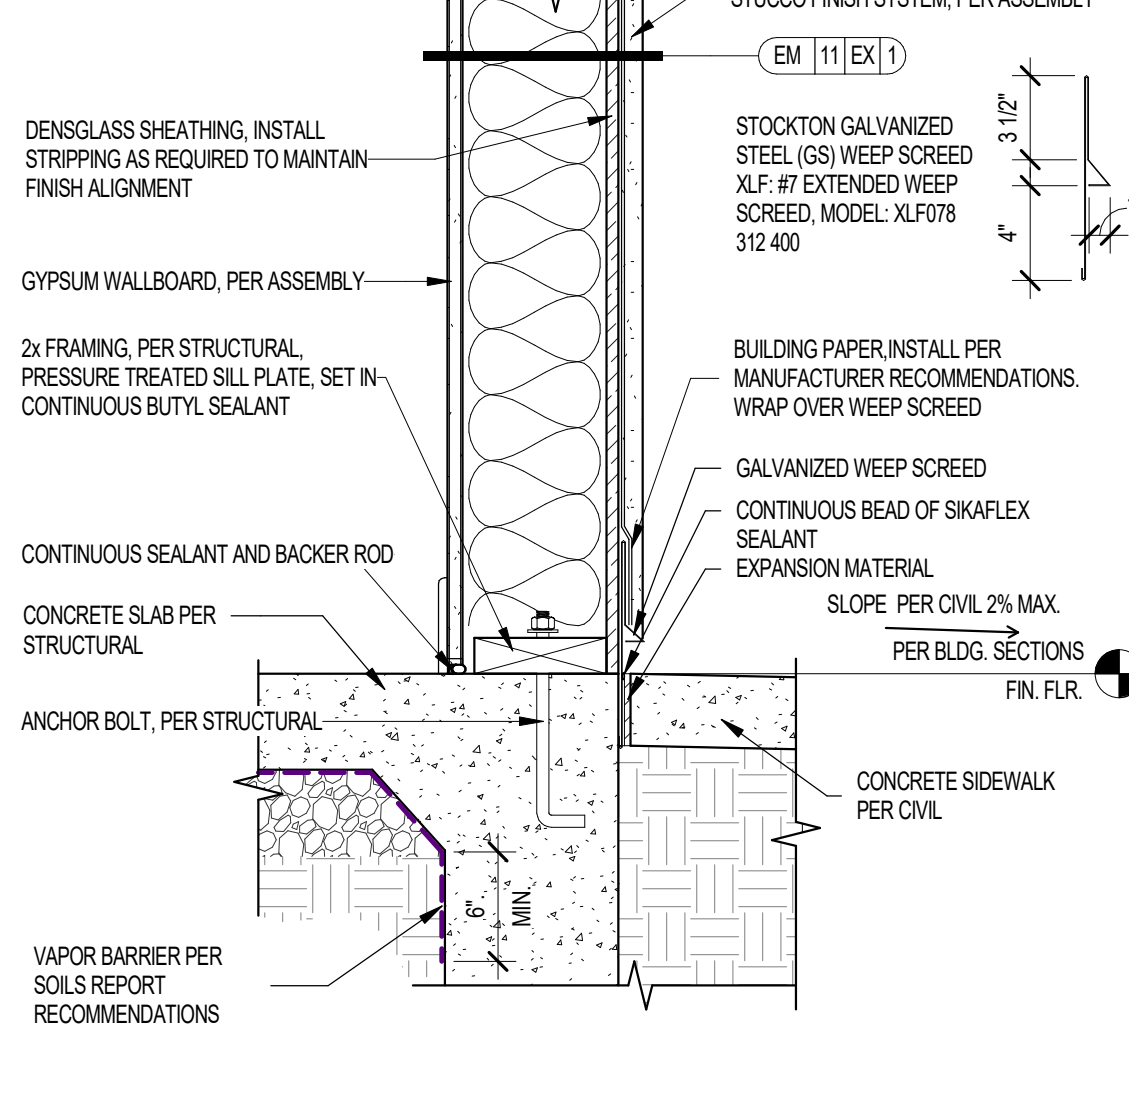 STUCCO FINISH SYSTEM, PER ASSEMBLY
EM 11 EX 1
DENSGLASS SHEATHING, INSTALL
STRIPPING AS REQUIRED TO MAINTAIN
FINISH ALIGNMENT
STOCKTON GALVANIZED
STEEL (GS) WEEP SCREED
XLF: #7 EXTENDED WEEP
SCREED, MODEL: XLF078
312 400
3 1/2"
4"
GYPSUM WALLBOARD, PER ASSEMBLY
2x FRAMING, PER STRUCTURAL,
PRESSURE TREATED SILL PLATE, SET IN
CONTINUOUS BUTYL SEALANT
BUILDING PAPER,INSTALL PER
MANUFACTURER RECOMMENDATIONS.
WRAP OVER WEEP SCREED
GALVANIZED WEEP SCREED
CONTINUOUS BEAD OF SIKAFLEX
SEALANT
EXPANSION MATERIAL
CONTINUOUS SEALANT AND BACKER ROD
CONCRETE SLAB PER
STRUCTURAL
SLOPE PER CIVIL 2% MAX.
PER BLDG. SECTIONS
FIN. FLR.
ANCHOR BOLT, PER STRUCTURAL
CONCRETE SIDEWALK
PER CIVIL
6"
MIN.
VAPOR BARRIER PER
SOILS REPORT
RECOMMENDATIONS